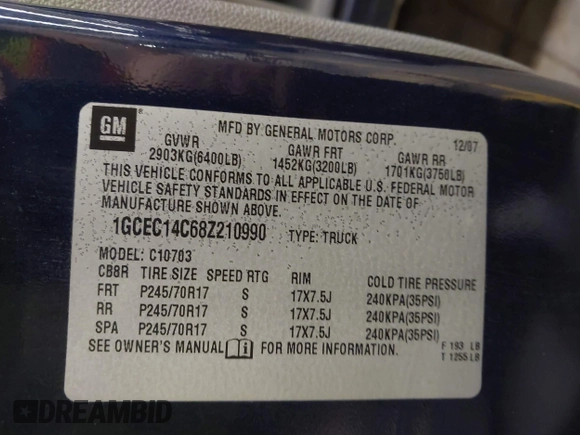 GM
MFD BY GENERAL MOTORS CORP 12/07
GVWR GAWR FRT GAWR RR
2903KG(6400LB) 1452KG(3200LB) 1701KG(3750LB)
THIS VEHICLE CONFORMS TO ALL APPLICABLE U.S. FEDERAL MOTOR
VEHICLE SAFETY STANDARDS IN EFFECT ON THE DATE OF
MANUFACTURE SHOWN ABOVE.
1GCEC14C68Z210990 TYPE: TRUCK
MODEL: C10703
CB8R TIRE SIZE SPEED RTG RIM COLD TIRE PRESSURE
FRT P245/70R17 S 17X7.5J 240KPA(35PSI)
RR P245/70R17 S 17X7.5J 240KPA(35PSI)
SPA P245/70R17 S 17X7.5J 240KPA(35PSI)
SEE OWNER'S MANUAL i FOR MORE INFORMATION.
F 193 LB
T 1255 LB
DREAMBID